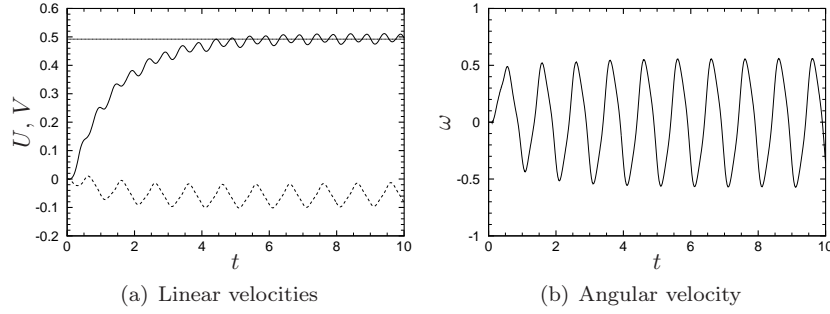 0.6
0.5
0.4
0.3
0.2
0.1
0
-0.1
-0.2
U, V
0 2 4 6 8 10
t
(a) Linear velocities
1
0.5
0
-0.5
-1
ω
0 2 4 6 8 10
t
(b) Angular velocity